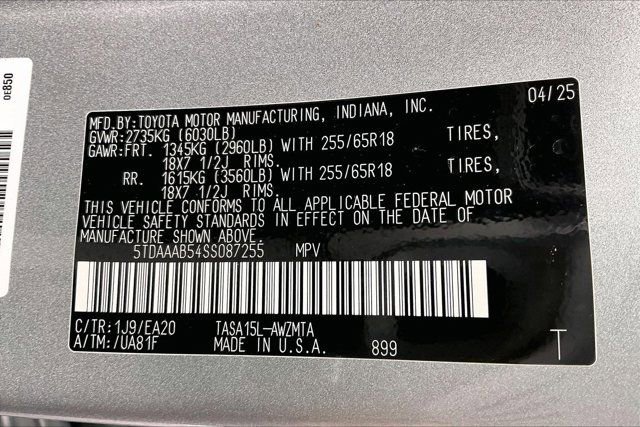 0E850
MFD.BY:TOYOTA MOTOR MANUFACTURING, INDIANA, INC. 04/25
GVWR:2735KG (6030LB)
GAWR:FRT. 1345KG (2960LB) WITH 255/65R18 TIRES,
18X7 1/2J RIMS.
RR. 1615KG (3560LB) WITH 255/65R18 TIRES,
18X7 1/2J RIMS.
THIS VEHICLE CONFORMS TO ALL APPLICABLE FEDERAL MOTOR
VEHICLE SAFETY STANDARDS IN EFFECT ON THE DATE OF
MANUFACTURE SHOWN ABOVE.
5TDAAAB54SS087255 MPV
C/TR:1J9/EA20 TASA15L-AWZMTA
A/TM:/UA81F MADE IN U.S.A. 899 T